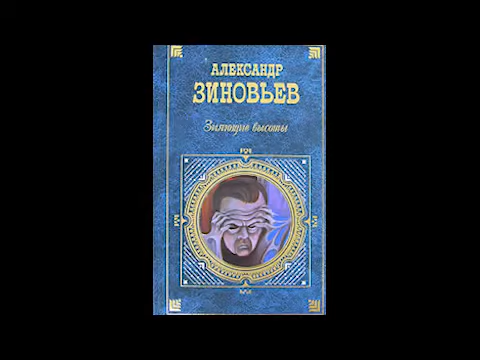 АЛЕКСАНДР
ЗИНОВЬЕВ
Зияющие высоты